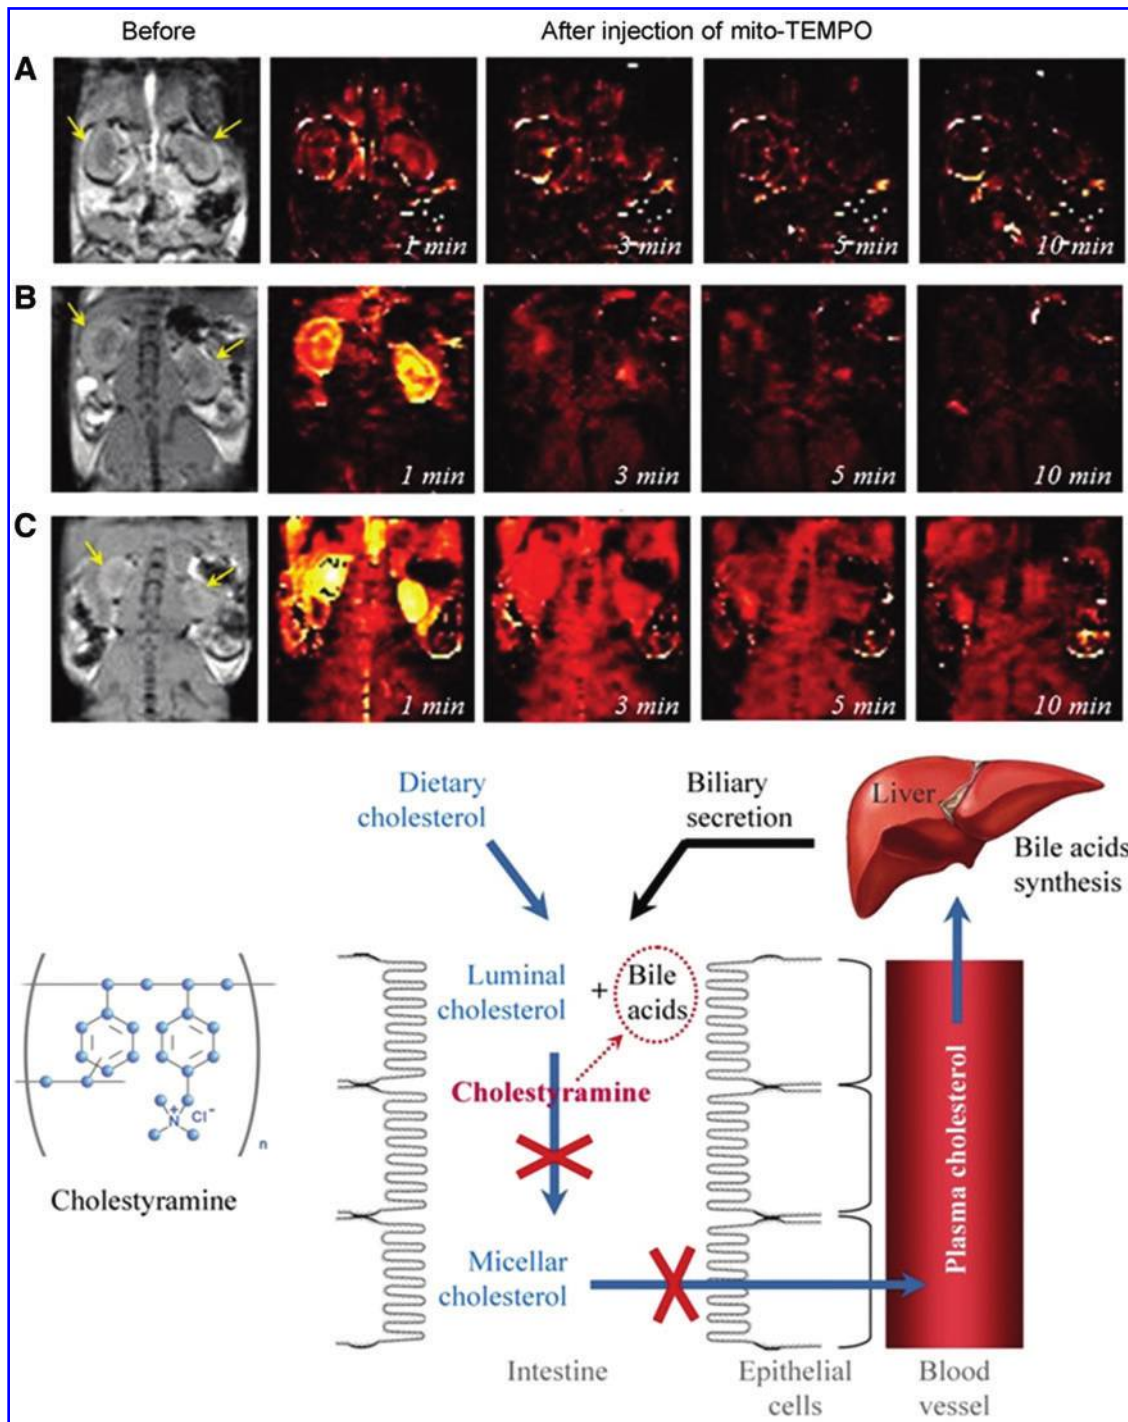 Before
After injection of mito-TEMPO
A
1 min
3 min
5 min
10 min
B
1 min
3 min
5 min
10 min
C
1 min
3 min
5 min
10 min
Dietary
cholesterol
Biliary
secretion
Liver
Bile acids
synthesis
Luminal
cholesterol
+
Bile
acids
Cholestyramine
N
+
Cl⁻
n
Cholestyramine
Micellar
cholesterol
Plasma cholesterol
Intestine
Epithelial
cells
Blood
vessel